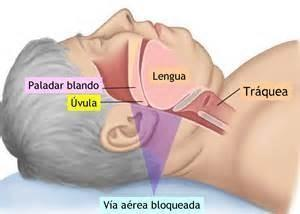 Paladar blando
Lengua
Úvula
Tráquea
Vía aérea bloqueada